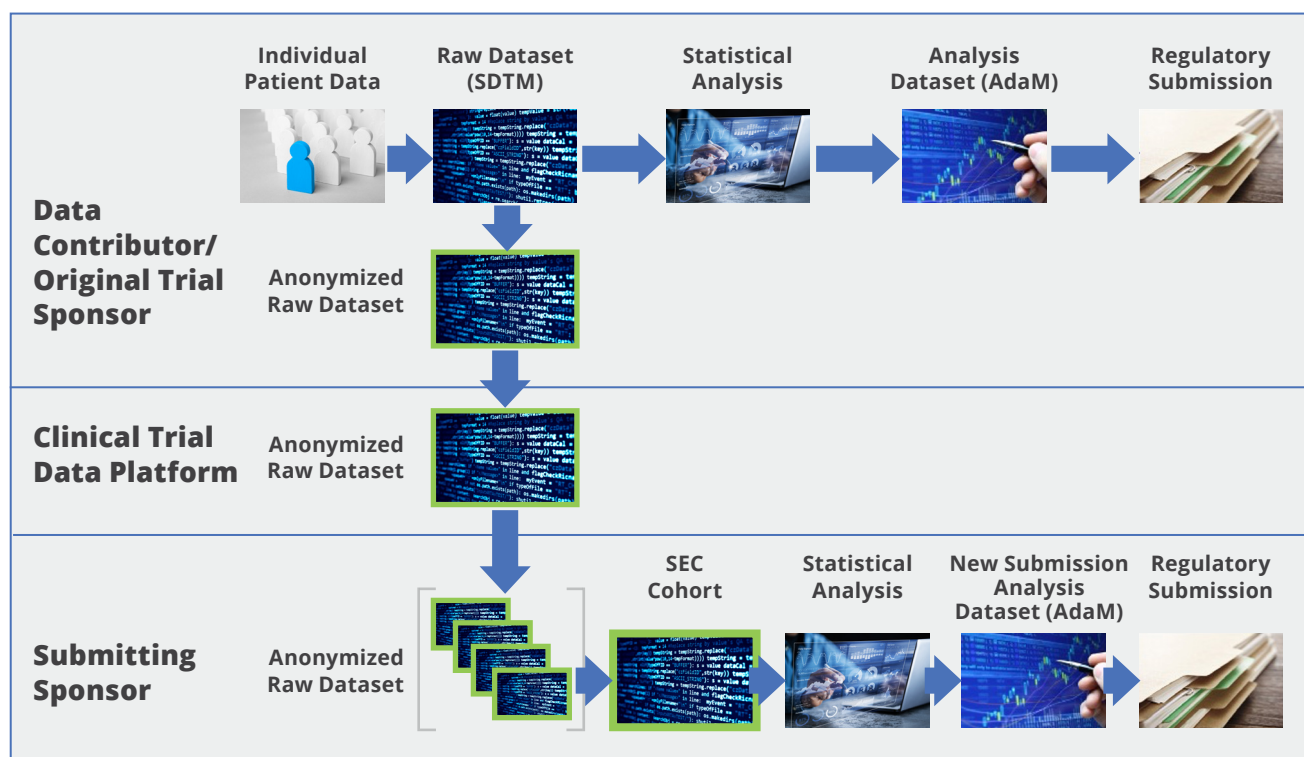 Individual
Patient Data
Raw Dataset
(SDTM)
Statistical
Analysis
Analysis
Dataset (AdaM)
Regulatory
Submission
Data
Contributor/
Original Trial
Sponsor
Anonymized
Raw Dataset
Clinical Trial
Data Platform
Anonymized
Raw Dataset
Submitting
Sponsor
Anonymized
Raw Dataset
SEC
Cohort
Statistical
Analysis
New Submission
Analysis
Dataset (AdaM)
Regulatory
Submission